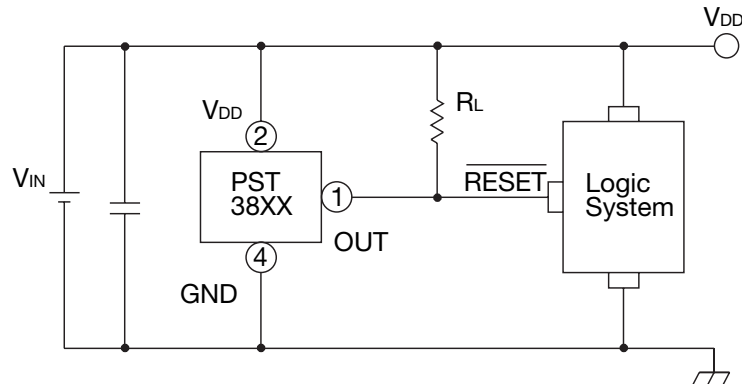 VDD
RL
VDD
2
VIN
PST
38XX
1
RESET
Logic
System
OUT
4
GND